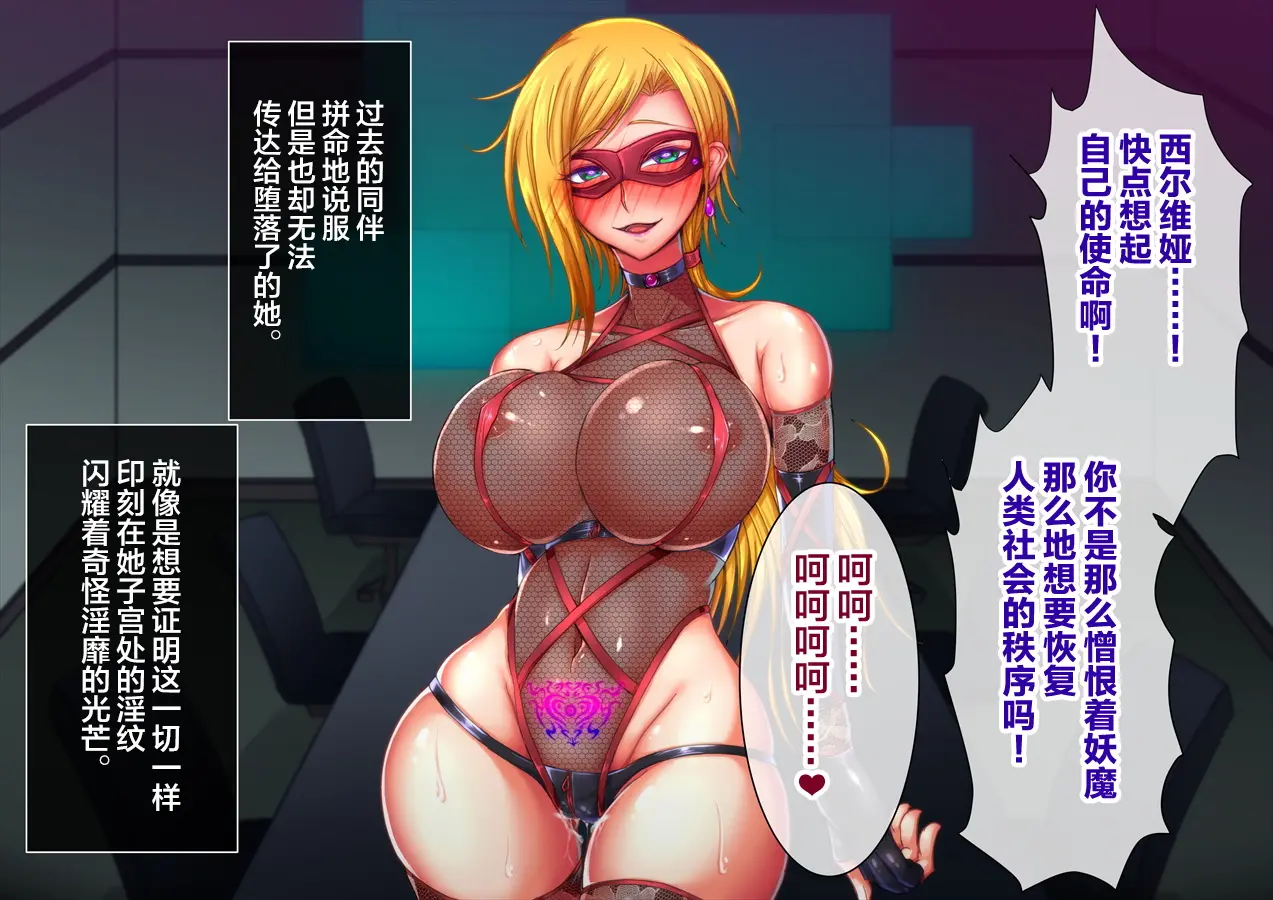 西尔维娅……！
快点想起
自己的使命啊！
你不是那么憎恨着妖魔
那么地想要恢复
人类社会的秩序吗！
过去的同伴
拼命地说服
但是也却无法
传达给堕落了的她。
呵呵……
呵呵呵呵……♥
就像是想要证明这一切一样
印刻在她子宫处的淫纹
闪耀着奇怪淫靡的光芒。